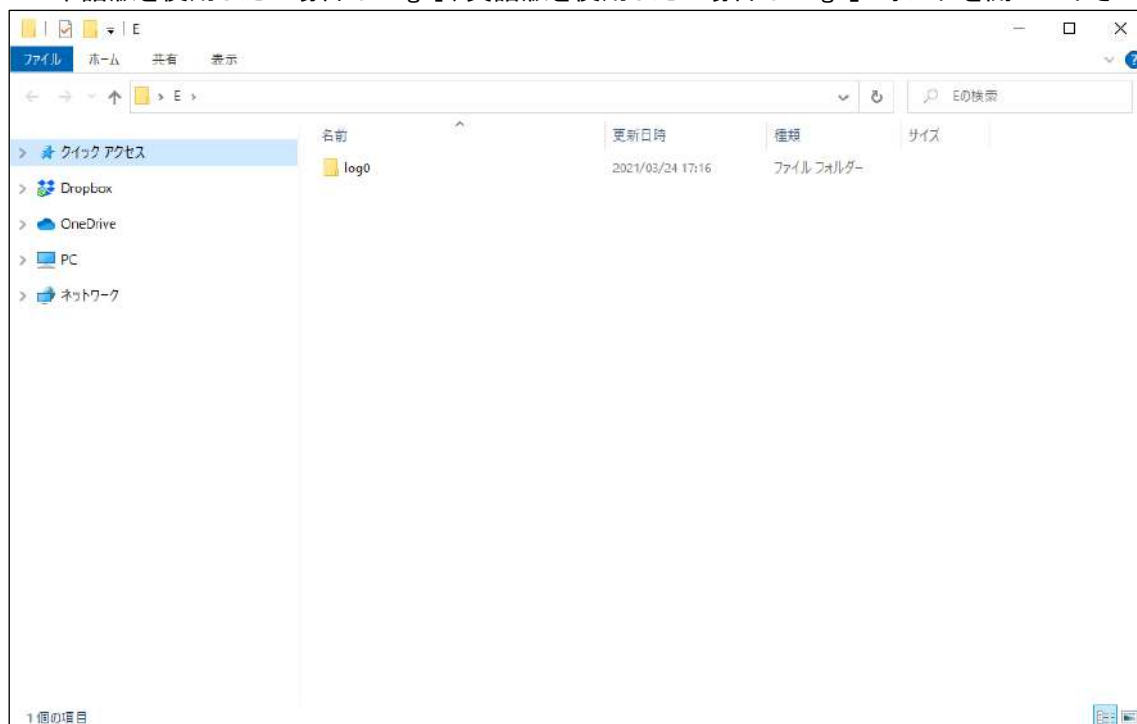 E
ファイル ホーム 共有 表示
E
Eの検索
名前 更新日時 種類 サイズ
クイック アクセス
log0 2021/03/24 17:16 ファイル フォルダー
Dropbox
OneDrive
PC
ネットワーク
1 個の項目